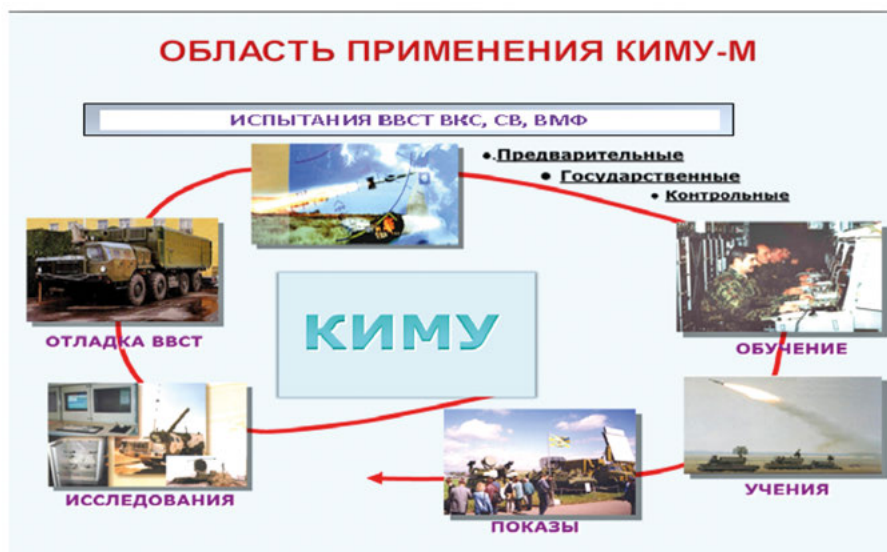 ОБЛАСТЬ ПРИМЕНЕНИЯ КИМУ-М
ИСПЫТАНИЯ ВВСТ ВКС, СВ, ВМФ
•.Предварительные
• Государственные
• Контрольные
ОТЛАДКА ВВСТ
КИМУ
ОБУЧЕНИЕ
ИССЛЕДОВАНИЯ
УЧЕНИЯ
ПОКАЗЫ